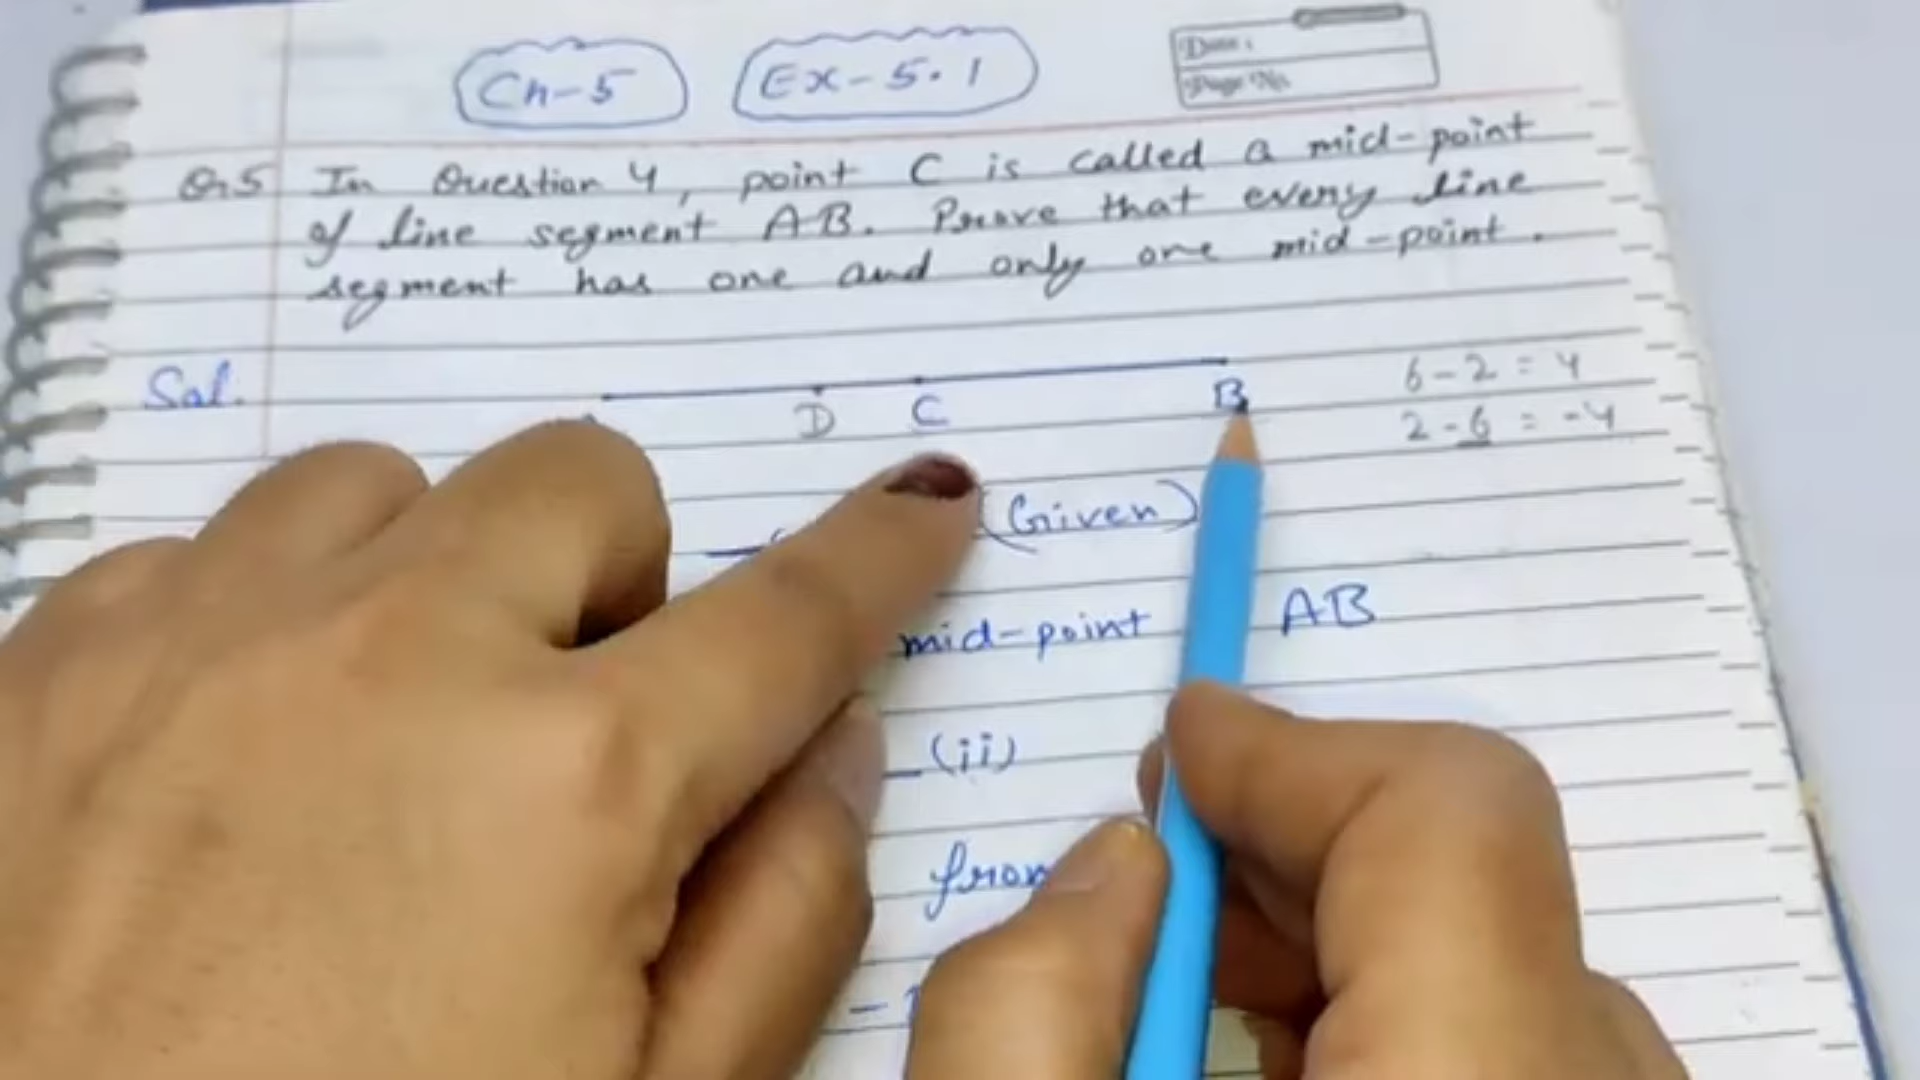 Ch-5 Ex-5.1
Date:
Page No.
Q.5 In Question 4, point C is called a mid-point
of line segment AB. Prove that every line
segment has one and only one mid-point.
Sol.
D C B
6-2 = 4
2-6 = -4
(Given)
mid-point AB
(ii)
from